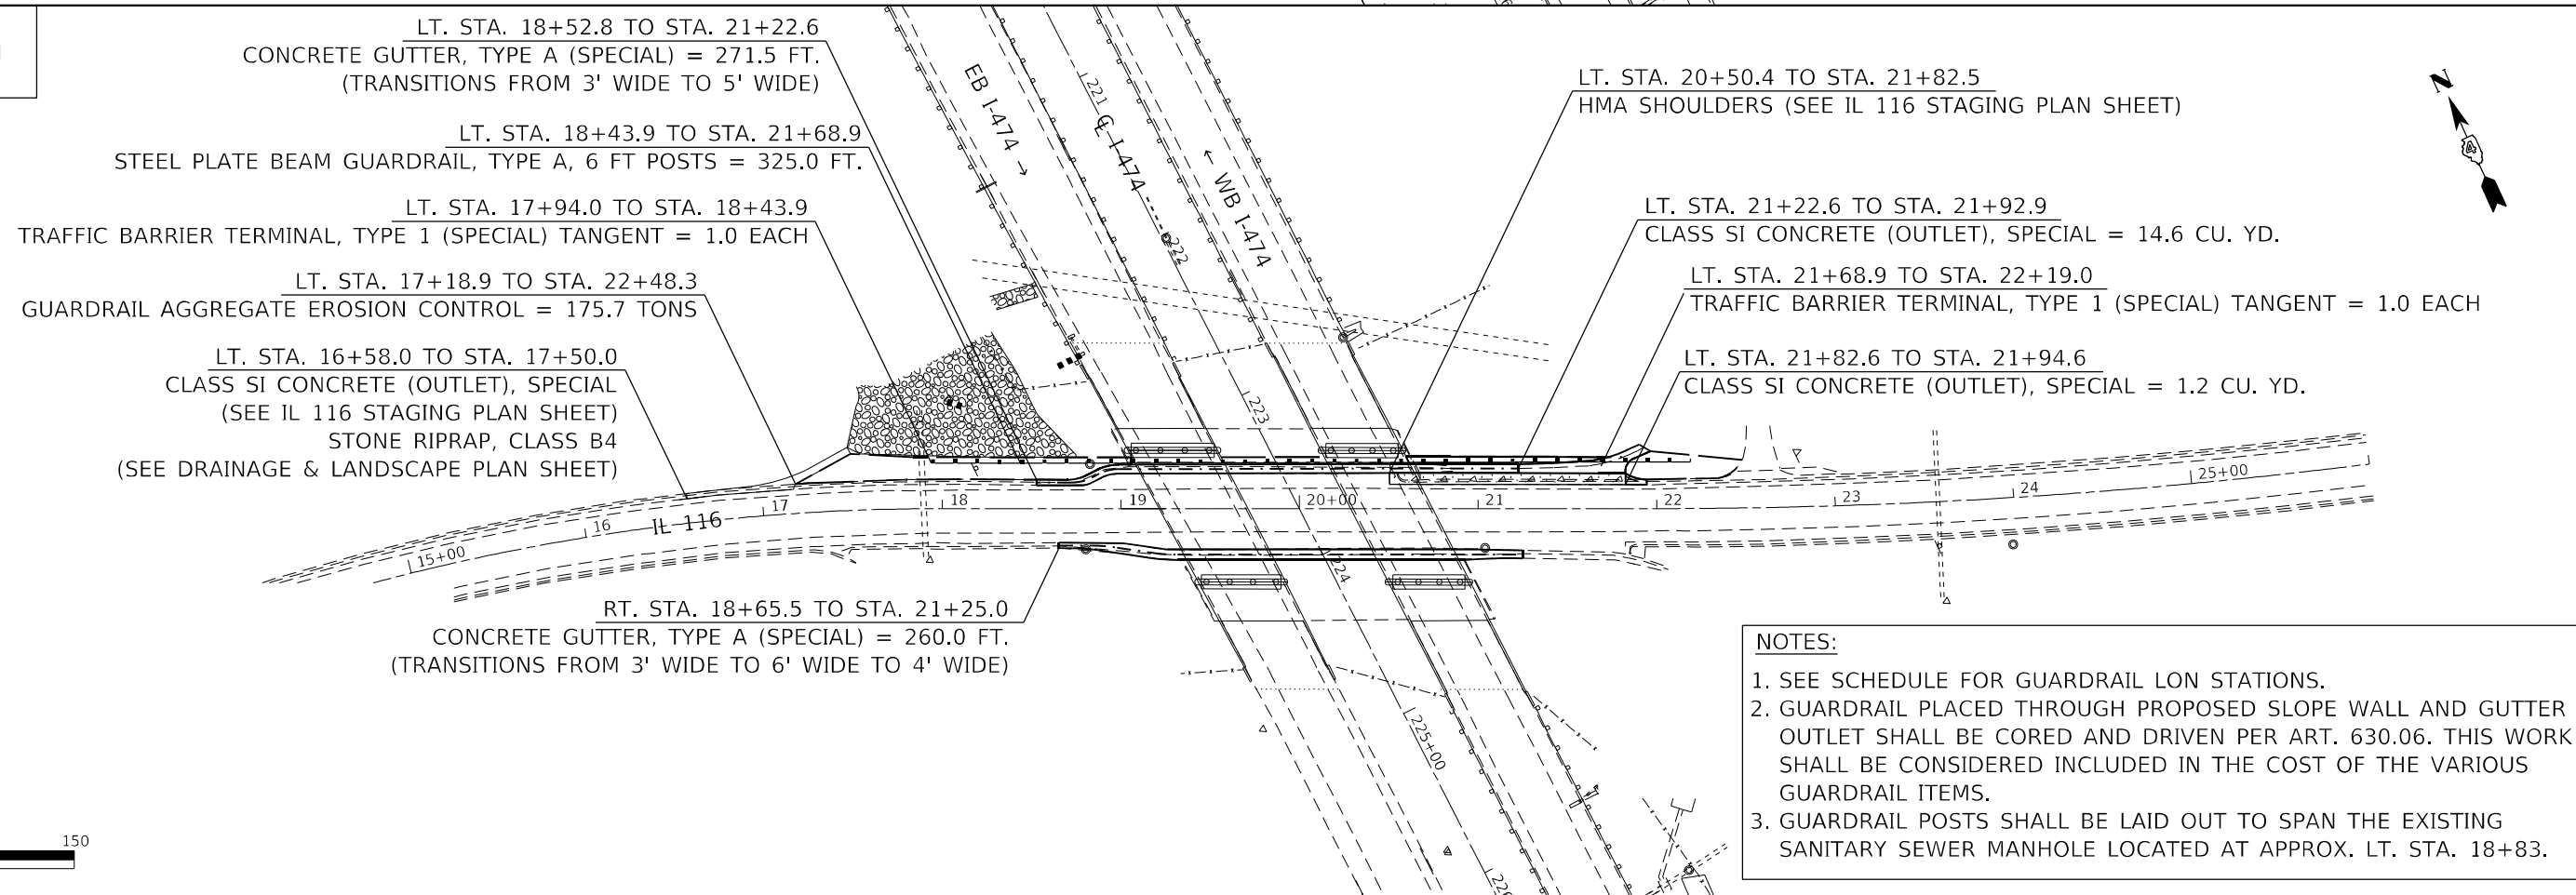 LT. STA. 18+52.8 TO STA. 21+22.6
CONCRETE GUTTER, TYPE A (SPECIAL) = 271.5 FT.
(TRANSITIONS FROM 3' WIDE TO 5' WIDE)
LT. STA. 18+43.9 TO STA. 21+68.9
STEEL PLATE BEAM GUARDRAIL, TYPE A, 6 FT POSTS = 325.0 FT.
LT. STA. 17+94.0 TO STA. 18+43.9
TRAFFIC BARRIER TERMINAL, TYPE 1 (SPECIAL) TANGENT = 1.0 EACH
LT. STA. 17+18.9 TO STA. 22+48.3
GUARDRAIL AGGREGATE EROSION CONTROL = 175.7 TONS
LT. STA. 16+58.0 TO STA. 17+50.0
CLASS SI CONCRETE (OUTLET), SPECIAL
(SEE IL 116 STAGING PLAN SHEET)
STONE RIPRAP, CLASS B4
(SEE DRAINAGE & LANDSCAPE PLAN SHEET)
EB I-474 →
221
℄ I-474
222
← WB I-474
223
224
225+00
226
LT. STA. 20+50.4 TO STA. 21+82.5
HMA SHOULDERS (SEE IL 116 STAGING PLAN SHEET)
LT. STA. 21+22.6 TO STA. 21+92.9
CLASS SI CONCRETE (OUTLET), SPECIAL = 14.6 CU. YD.
LT. STA. 21+68.9 TO STA. 22+19.0
TRAFFIC BARRIER TERMINAL, TYPE 1 (SPECIAL) TANGENT = 1.0 EACH
LT. STA. 21+82.6 TO STA. 21+94.6
CLASS SI CONCRETE (OUTLET), SPECIAL = 1.2 CU. YD.
N
4
15+00
16
IL 116
17
18
19
20+00
21
22
23
24
25+00
RT. STA. 18+65.5 TO STA. 21+25.0
CONCRETE GUTTER, TYPE A (SPECIAL) = 260.0 FT.
(TRANSITIONS FROM 3' WIDE TO 6' WIDE TO 4' WIDE)
NOTES:
1. SEE SCHEDULE FOR GUARDRAIL LON STATIONS.
2. GUARDRAIL PLACED THROUGH PROPOSED SLOPE WALL AND GUTTER
OUTLET SHALL BE CORED AND DRIVEN PER ART. 630.06. THIS WORK
SHALL BE CONSIDERED INCLUDED IN THE COST OF THE VARIOUS
GUARDRAIL ITEMS.
3. GUARDRAIL POSTS SHALL BE LAID OUT TO SPAN THE EXISTING
SANITARY SEWER MANHOLE LOCATED AT APPROX. LT. STA. 18+83.
150